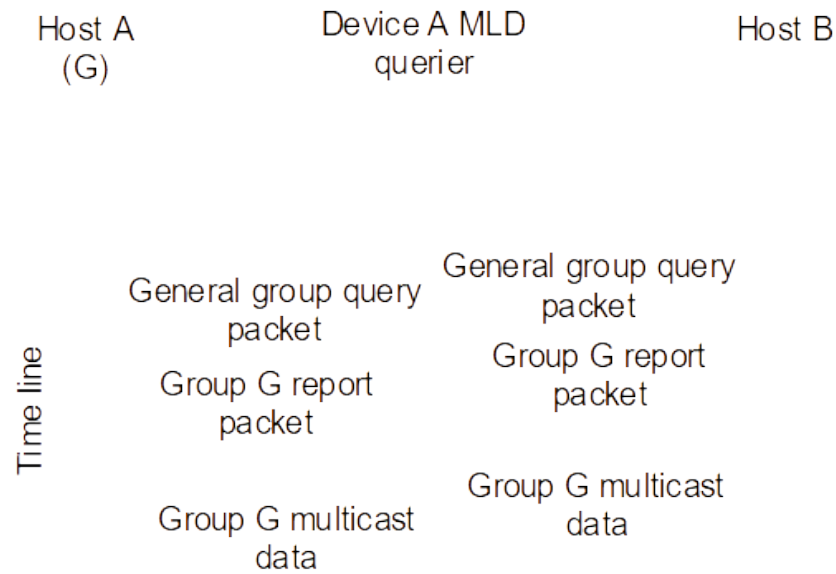 Host A
(G)
Device A MLD
querier
Host B
General group query
packet
General group query
packet
Group G report
packet
Group G report
packet
Time line
Group G multicast
data
Group G multicast
data